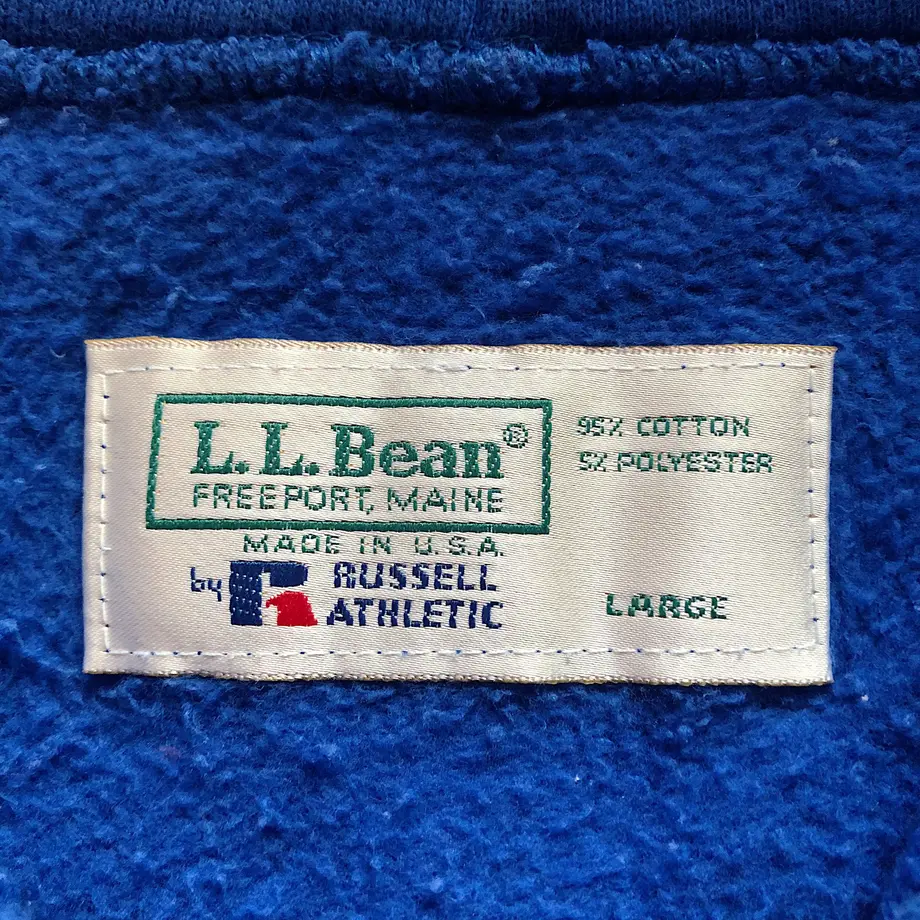 L.L.Bean®
FREEPORT, MAINE
MADE IN U.S.A.
by RUSSELL
ATHLETIC
95% COTTON
5% POLYESTER
LARGE